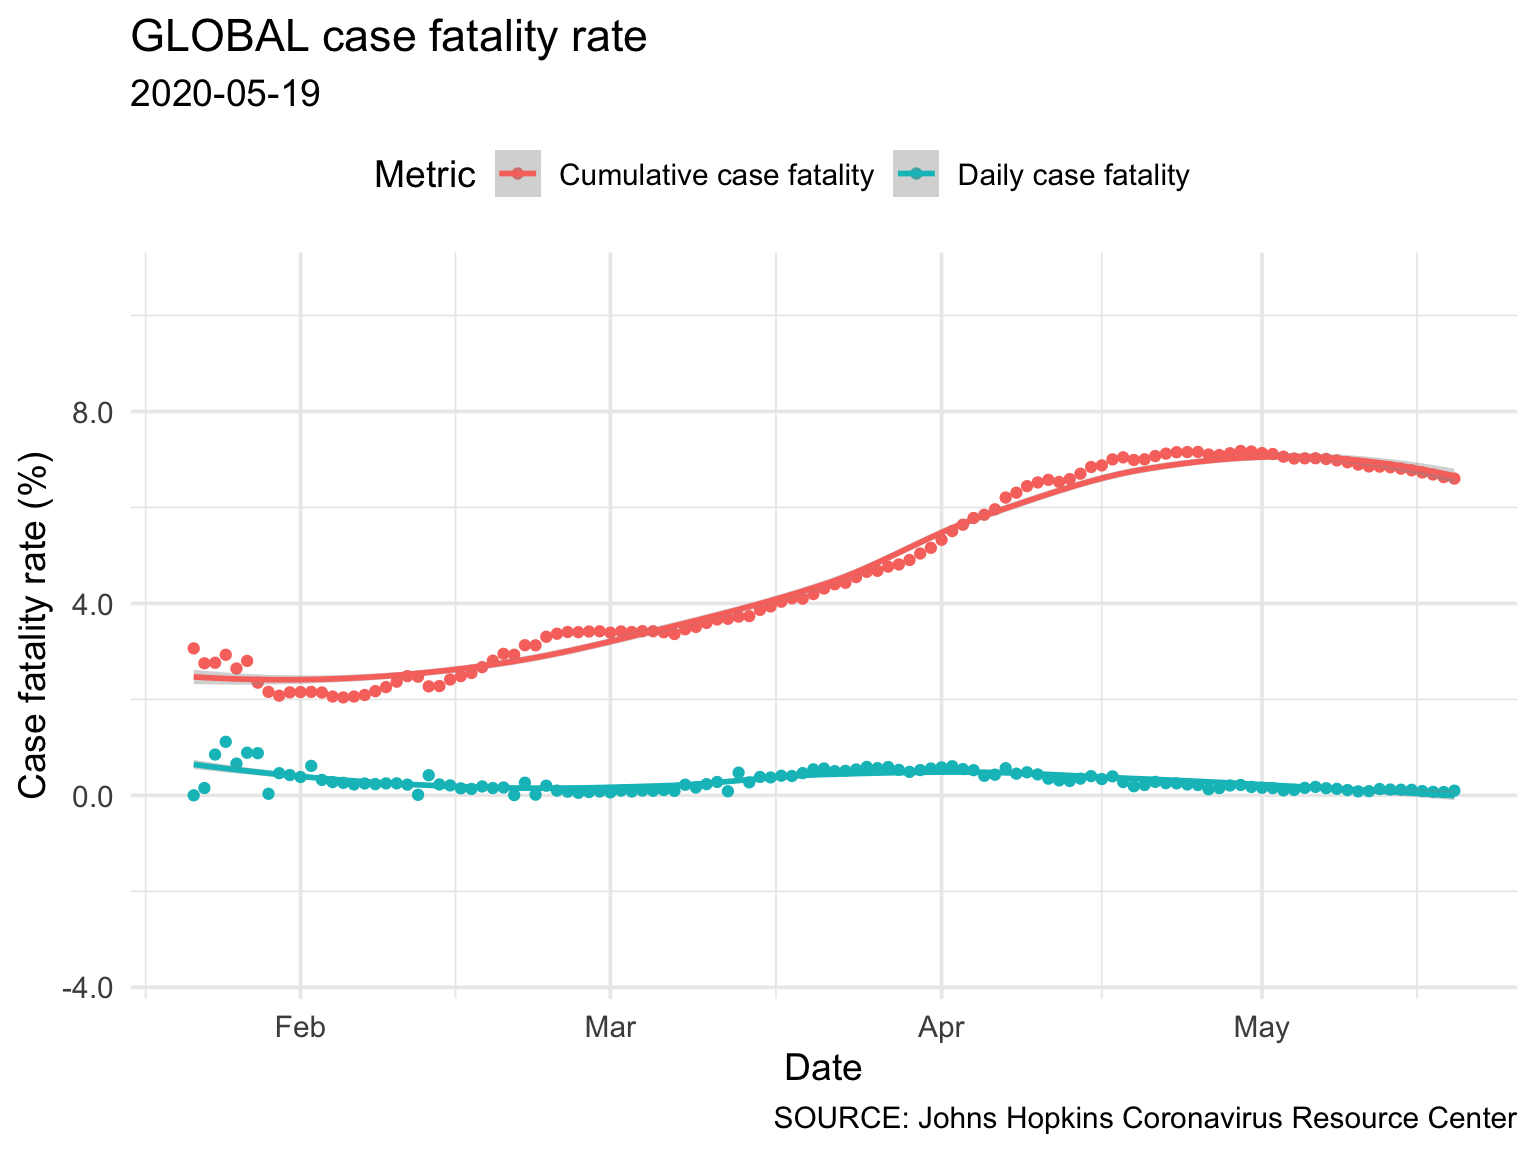 GLOBAL case fatality rate
2020-05-19
Metric Cumulative case fatality Daily case fatality
Case fatality rate (%)
8.0
4.0
0.0
-4.0
Feb Mar Apr May
Date
SOURCE: Johns Hopkins Coronavirus Resource Center